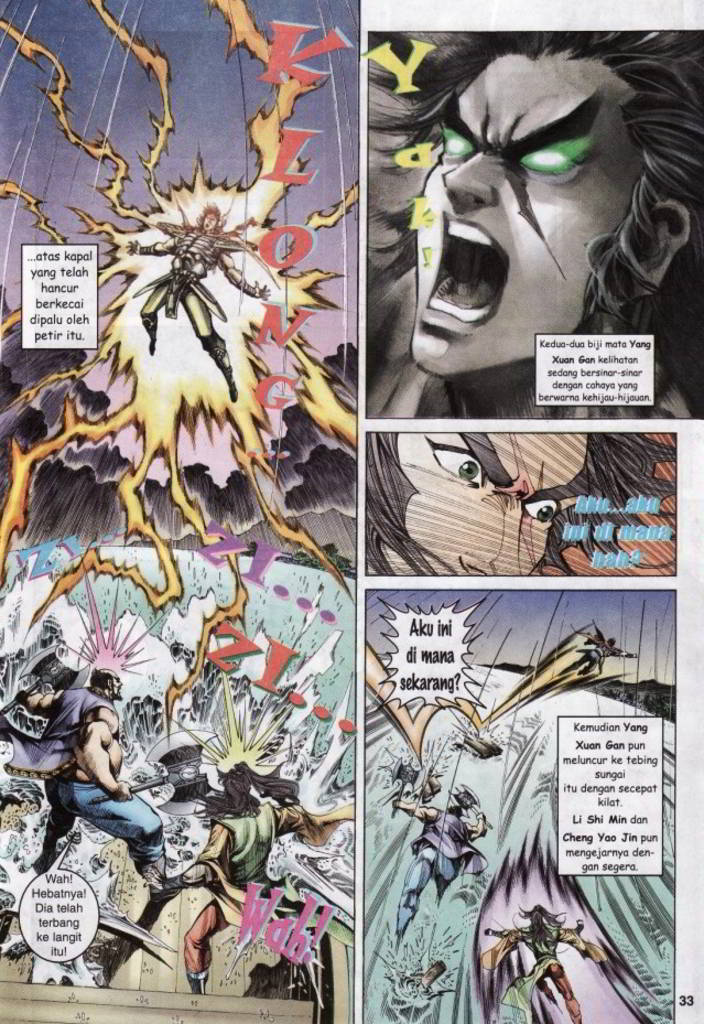 KLONG...
...atas kapal
yang telah
hancur
berkecai
dipalu oleh
petir itu.
ZI...
ZI...
ZI...
Wah!
Hebatnya!
Dia telah
terbang
ke langit
itu!
Wah!
Ydak!
Kedua-dua biji mata Yang
Xuan Gan kelihatan
sedang bersinar-sinar
dengan cahaya yang
berwarna kehijau-hijauan.
Aku...aku
ini di mana
hah?
Aku ini
di mana
sekarang?
Kemudian Yang
Xuan Gan pun
meluncur ke tebing
sungai
itu dengan secepat
kilat.
Li Shi Min dan
Cheng Yao Jin pun
mengejarnya den-
gan segera.
33